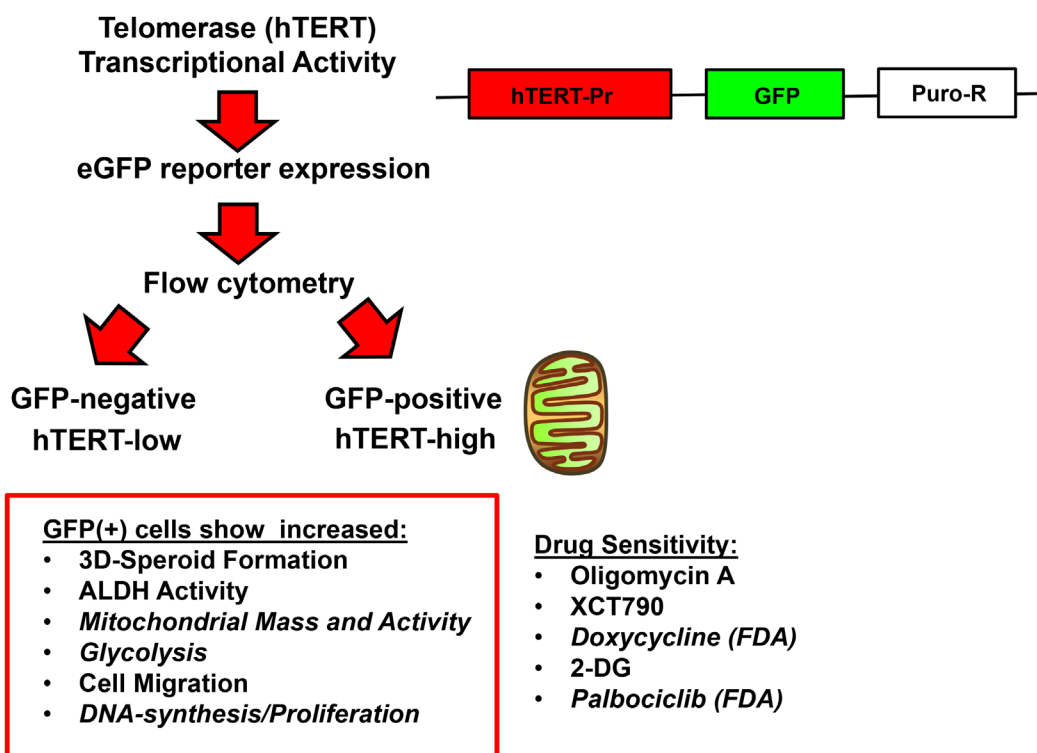 Telomerase (hTERT)
Transcriptional Activity
hTERT-Pr
GFP
Puro-R
eGFP reporter expression
Flow cytometry
GFP-negative
hTERT-low
GFP-positive
hTERT-high
GFP(+) cells show increased:
• 3D-Speroid Formation
• ALDH Activity
• Mitochondrial Mass and Activity
• Glycolysis
• Cell Migration
• DNA-synthesis/Proliferation
Drug Sensitivity:
• Oligomycin A
• XCT790
• Doxycycline (FDA)
• 2-DG
• Palbociclib (FDA)